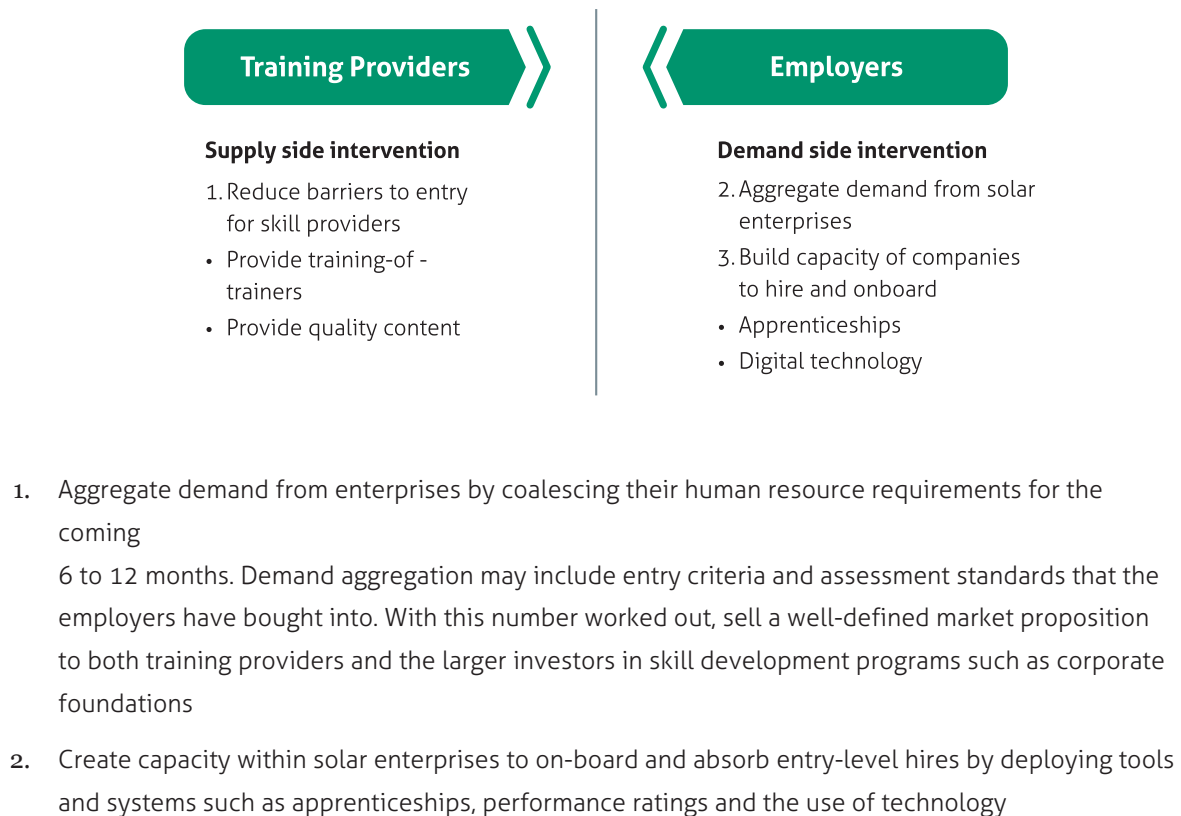 Training Providers
Supply side intervention
1. Reduce barriers to entry
for skill providers
• Provide training-of -
trainers
• Provide quality content
Employers
Demand side intervention
2. Aggregate demand from solar
enterprises
3. Build capacity of companies
to hire and onboard
• Apprenticeships
• Digital technology
1. Aggregate demand from enterprises by coalescing their human resource requirements for the
coming
6 to 12 months. Demand aggregation may include entry criteria and assessment standards that the
employers have bought into. With this number worked out, sell a well-defined market proposition
to both training providers and the larger investors in skill development programs such as corporate
foundations
2. Create capacity within solar enterprises to on-board and absorb entry-level hires by deploying tools
and systems such as apprenticeships, performance ratings and the use of technology